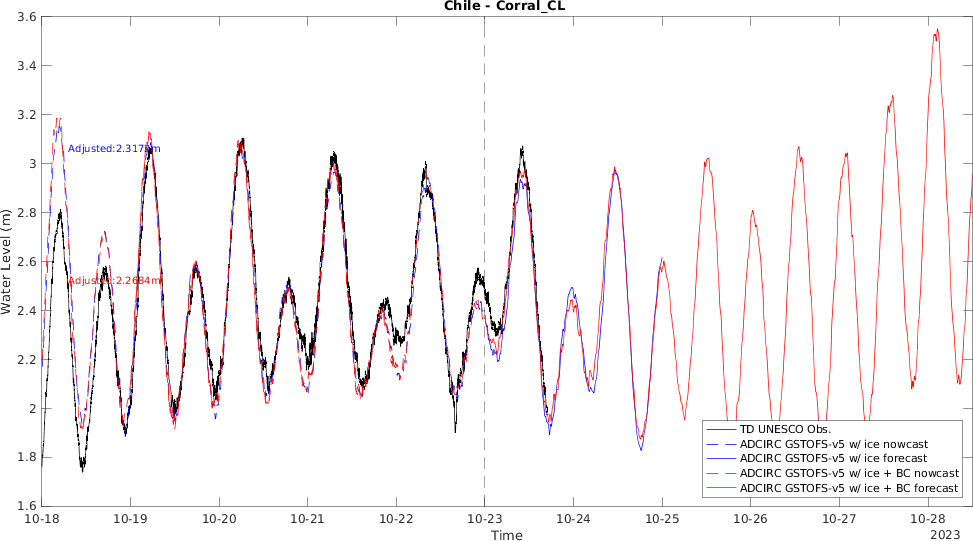 Chile - Corral_CL
3.6
3.4
3.2
3
2.8
2.6
2.4
2.2
2
1.8
1.6
Water Level (m)
Adjusted:2.3175m
Adjusted:2.2684m
TD UNESCO Obs.
ADCIRC GSTOFS-v5 w/ ice nowcast
ADCIRC GSTOFS-v5 w/ ice forecast
ADCIRC GSTOFS-v5 w/ ice + BC nowcast
ADCIRC GSTOFS-v5 w/ ice + BC forecast
10-18 10-19 10-20 10-21 10-22 10-23 10-24 10-25 10-26 10-27 10-28
2023
Time